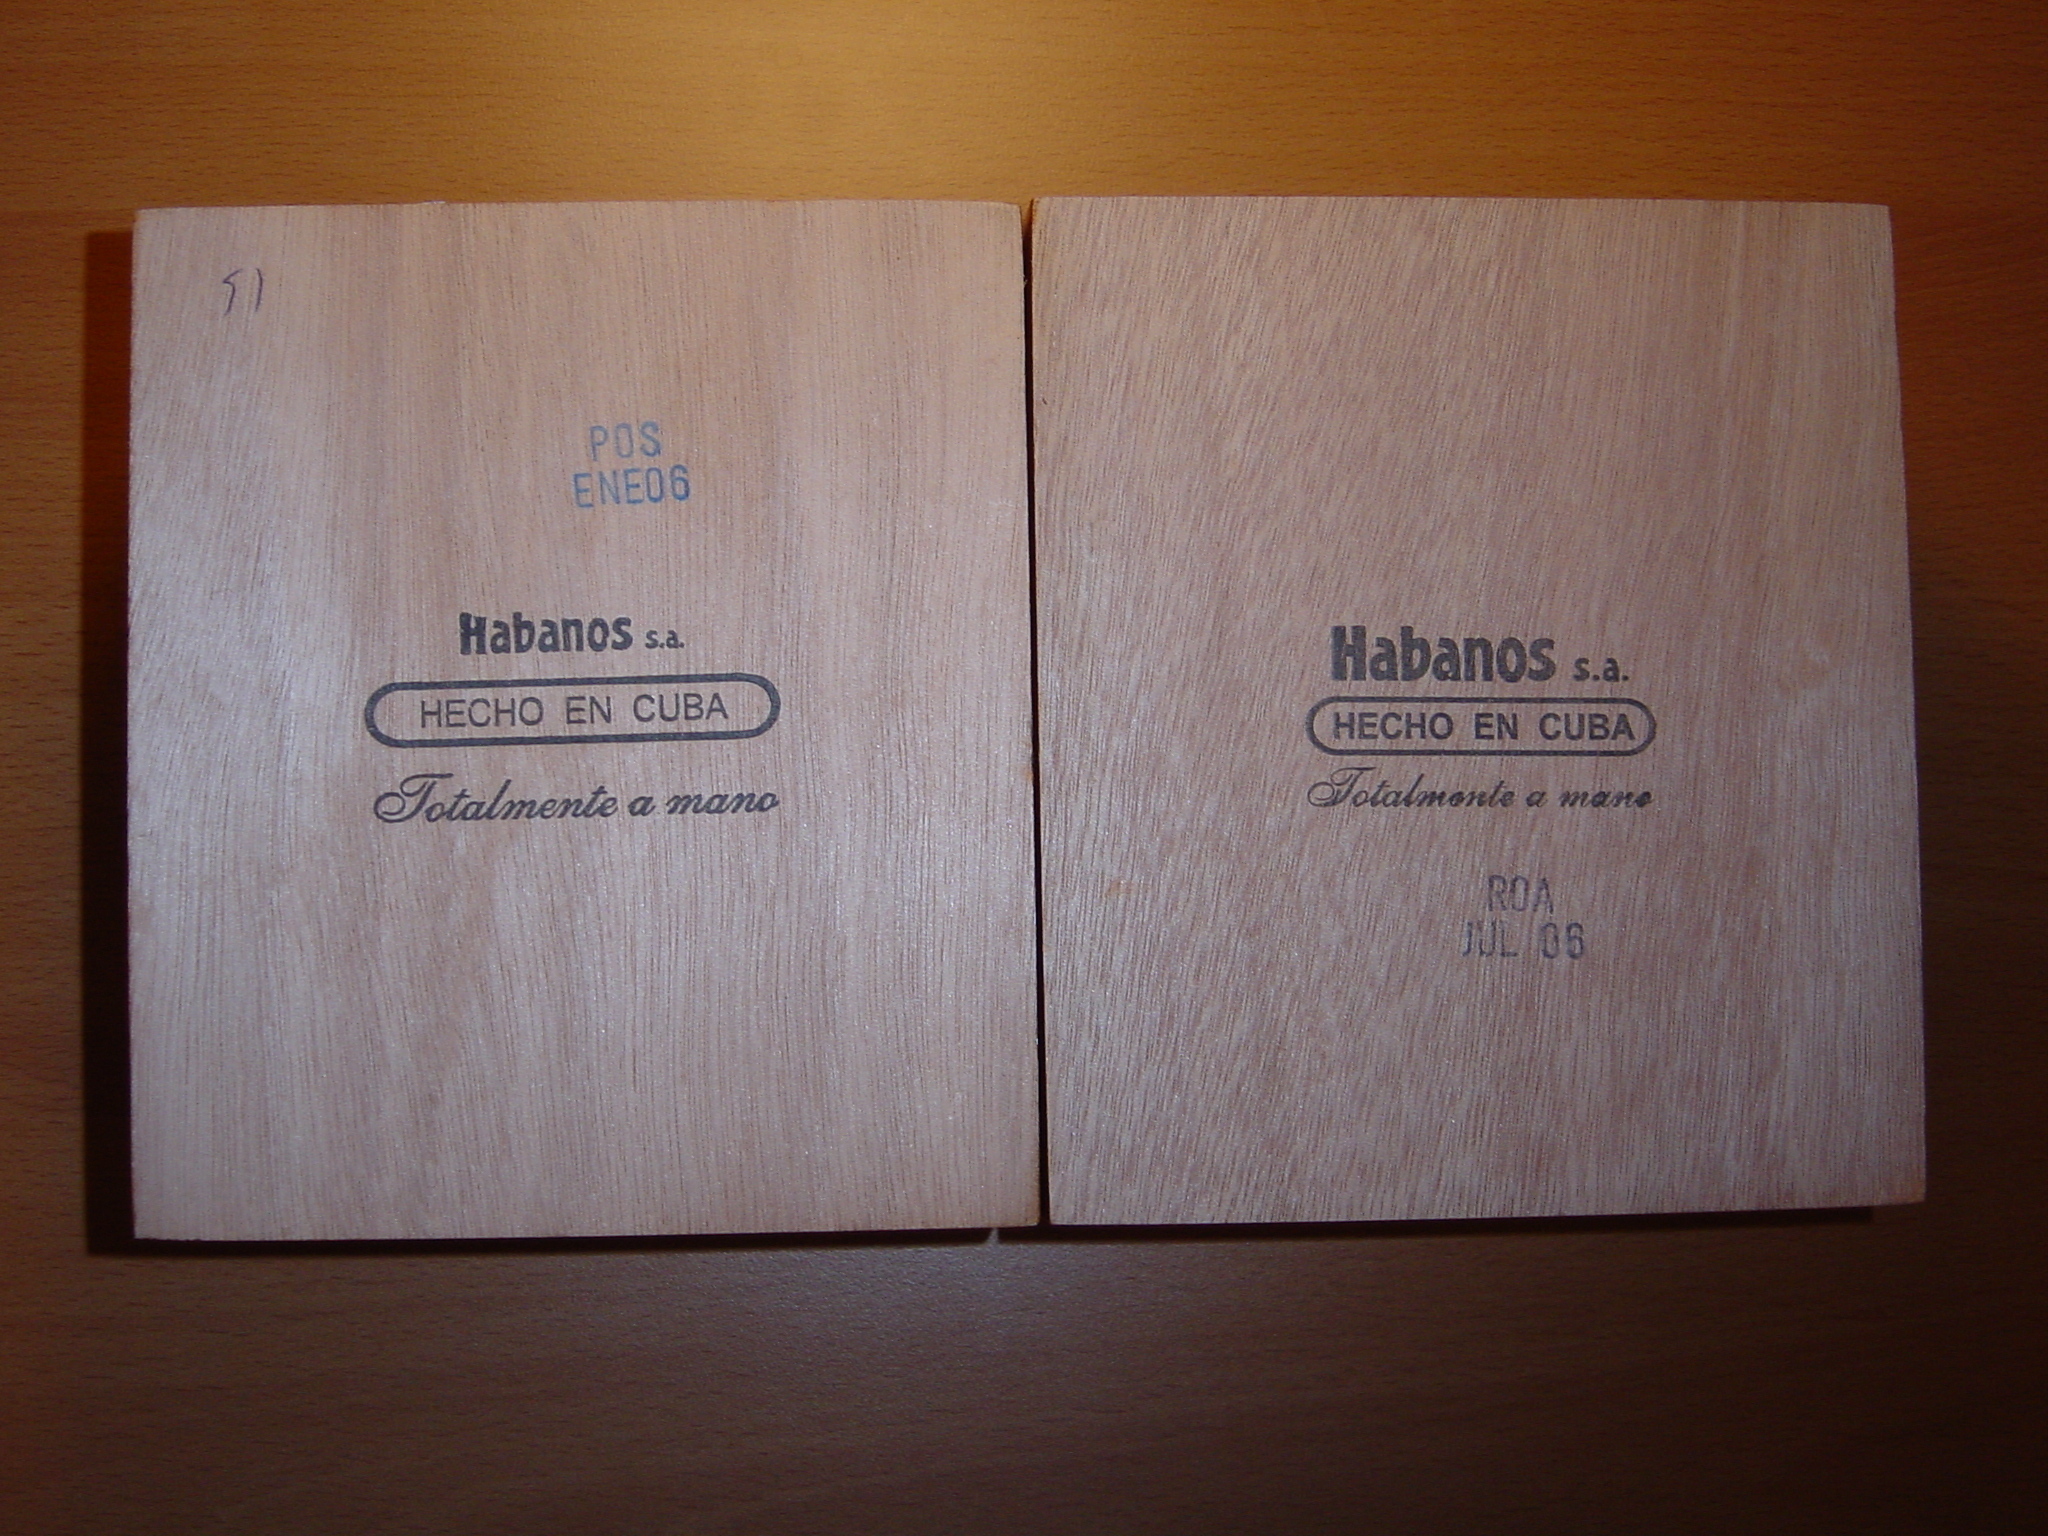 51
POS
ENE06
Habanos s.a.
HECHO EN CUBA
Totalmente a mano
Habanos s.a.
HECHO EN CUBA
Totalmente a mano
ROA
JUL 06